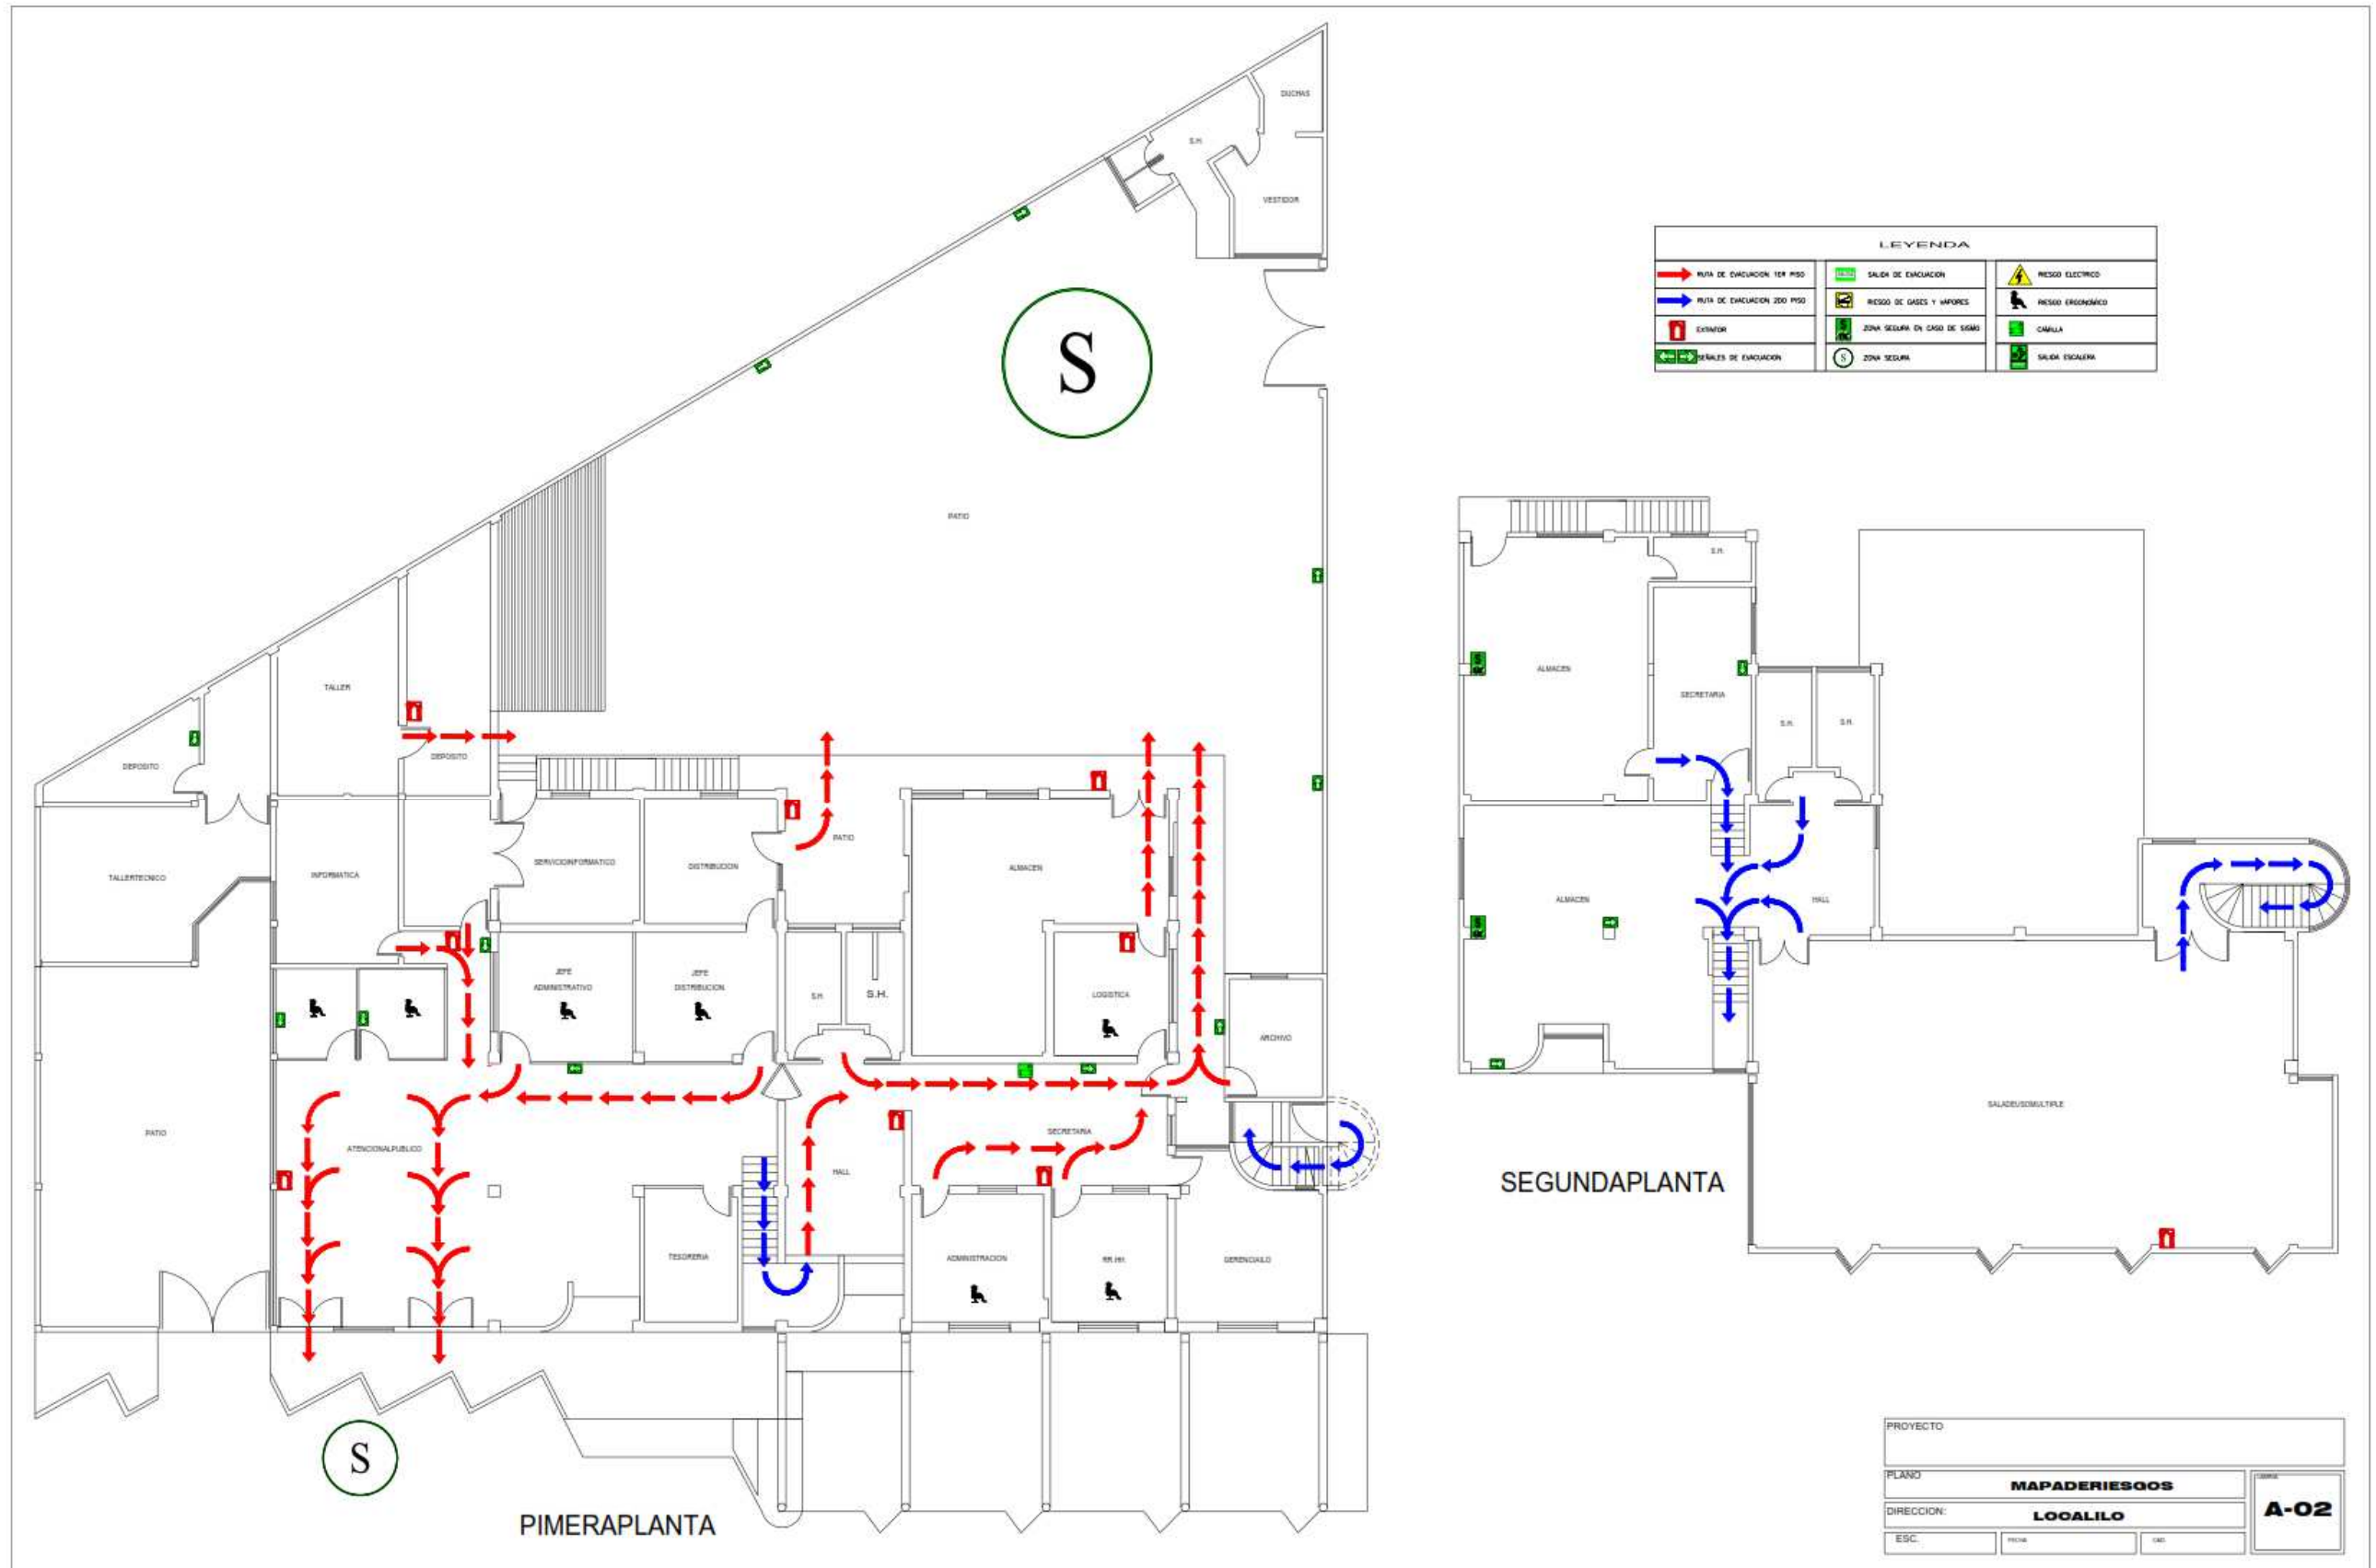 DUCHAS
S.H.
VESTIDOR
S
PATIO
TALLER
DEPOSITO
DEPOSITO
TALLERTECNICO
INFORMATICA
SERVICIOINFORMATICO
DISTRIBUCION
PATIO
ALMACEN
JEFE
ADMINISTRATIVO
JEFE
DISTRIBUCION
S.H
S.H.
LOGISTICA
ARCHIVO
PATIO
ATENCIONALPUBLICO
HALL
SECRETARIA
TESORERIA
ADMINISTRACION
RR.HH.
GERENCIAILO
S
PIMERAPLANTA
LEYENDA
RUTA DE EVACUACION 1ER PISO
SALIDA DE EVACUACION
RIESGO ELECTRICO
RUTA DE EVACUACION 2DO PISO
RIESGO DE GASES Y VAPORES
RIESGO ERGONOMICO
EXTINTOR
ZONA SEGURA EN CASO DE SISMO
CAMILLA
SEÑALES DE EVACUACION
S
ZONA SEGURA
SALIDA ESCALERA
S.H.
ALMACEN
SECRETARIA
S.H.
S.H.
ALMACEN
HALL
SALADEUSOMULTIPLE
SEGUNDAPLANTA
PROYECTO
PLANO
MAPADERIESGOS
DIRECCION:
LOCALILO
A-02
ESC.
FECHA